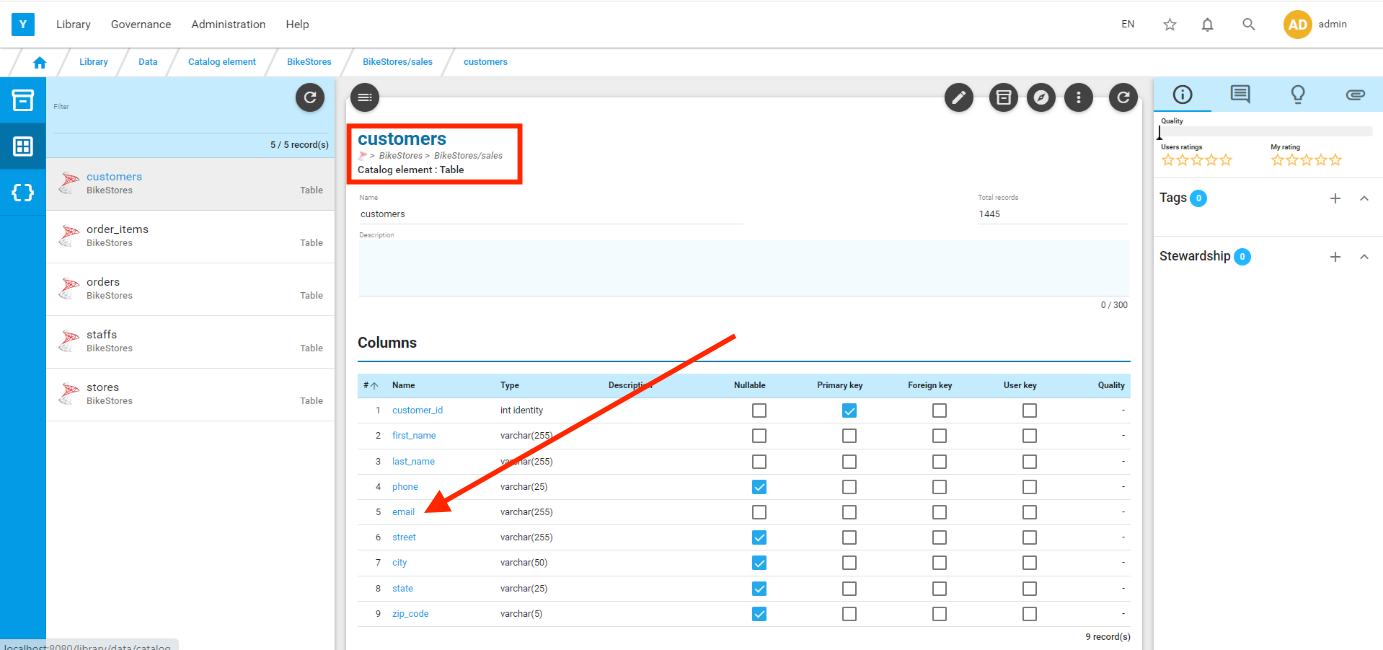 Y Library Governance Administration Help EN AD admin
Library Data Catalog element BikeStores BikeStores/sales customers
Filter
5 / 5 record(s)
customers
BikeStores Table
order_items
BikeStores Table
orders
BikeStores Table
staffs
BikeStores Table
stores
BikeStores Table
customers
> BikeStores > BikeStores/sales
Catalog element : Table
Name Total records
customers 1445
Description
0 / 300
Columns
# Name Type Description Nullable Primary key Foreign key User key Quality
1 customer_id int identity -
2 first_name varchar(255) -
3 last_name varchar(255) -
4 phone varchar(25) -
5 email varchar(255) -
6 street varchar(255) -
7 city varchar(50) -
8 state varchar(25) -
9 zip_code varchar(5) -
9 record(s)
Quality
Users ratings My rating
Tags 0
Stewardship 0
localhost:8080/library/data/catalog